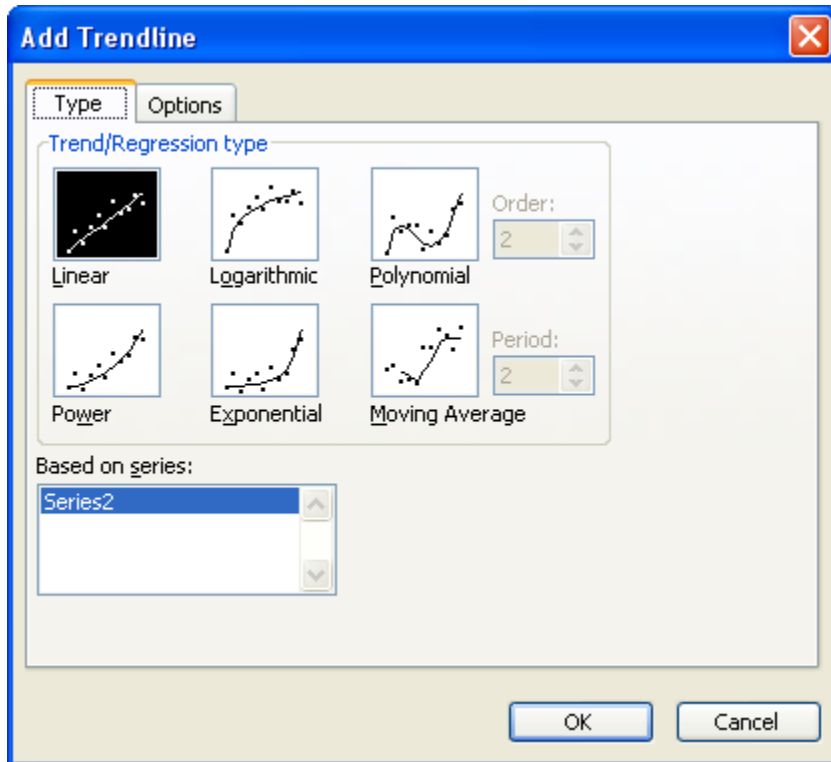 Add Trendline
Type Options
Trend/Regression type
Order:
2
Linear Logarithmic Polynomial
Period:
2
Power Exponential Moving Average
Based on series:
Series2
OK Cancel